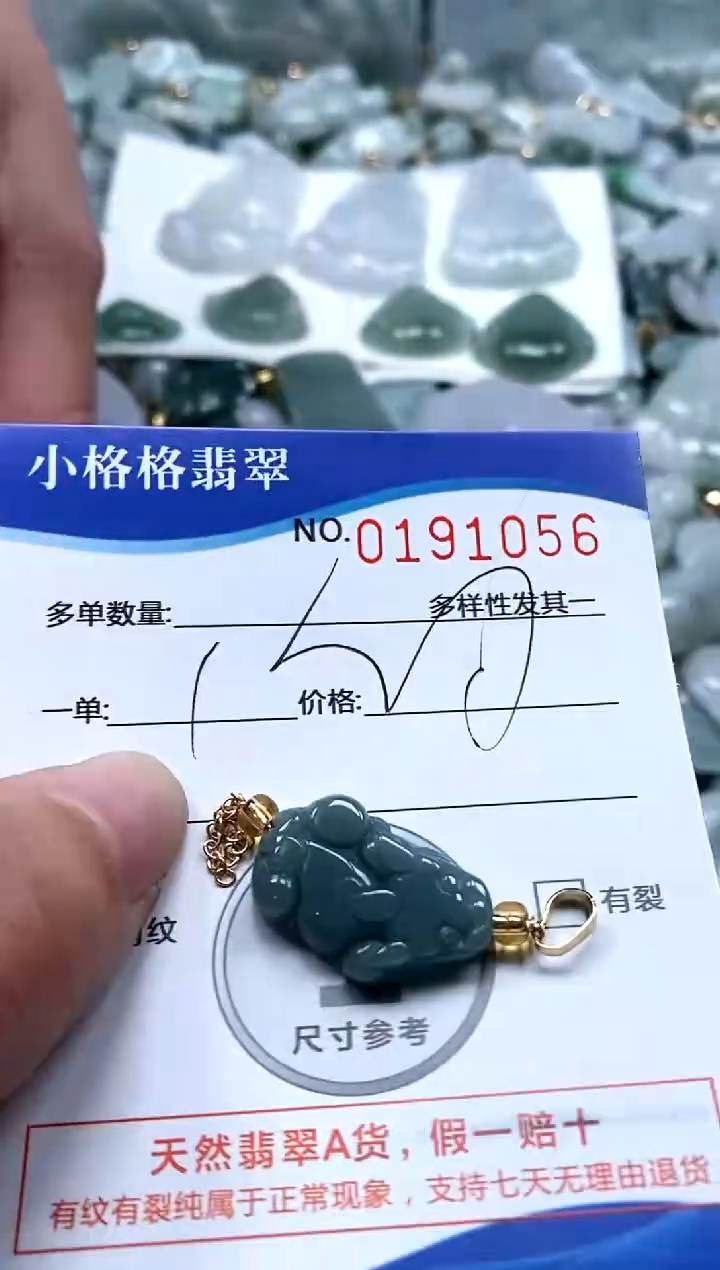 小格格翡翠
NO.0191056
多单数量: 多样性发其一
一单: 价格:
纹
有裂
尺寸参考
天然翡翠A货，假一赔十
有纹有裂纯属于正常现象，支持七天无理由退货